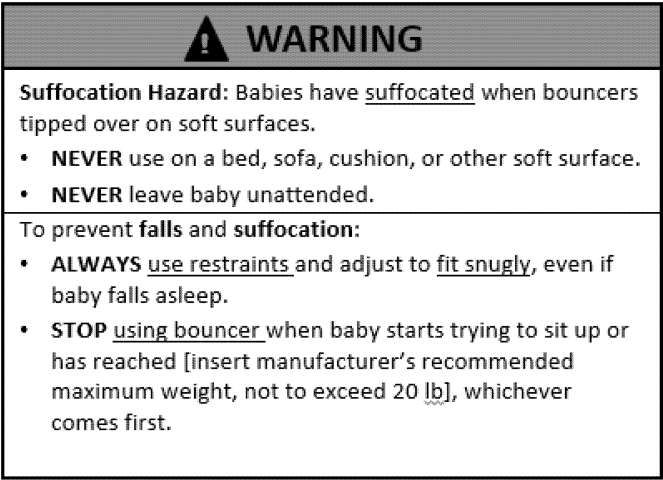 WARNING
Suffocation Hazard: Babies have suffocated when bouncers
tipped over on soft surfaces.
• NEVER use on a bed, sofa, cushion, or other soft surface.
• NEVER leave baby unattended.
To prevent falls and suffocation:
• ALWAYS use restraints and adjust to fit snugly, even if
baby falls asleep.
• STOP using bouncer when baby starts trying to sit up or
has reached [insert manufacturer’s recommended
maximum weight, not to exceed 20 lb], whichever
comes first.